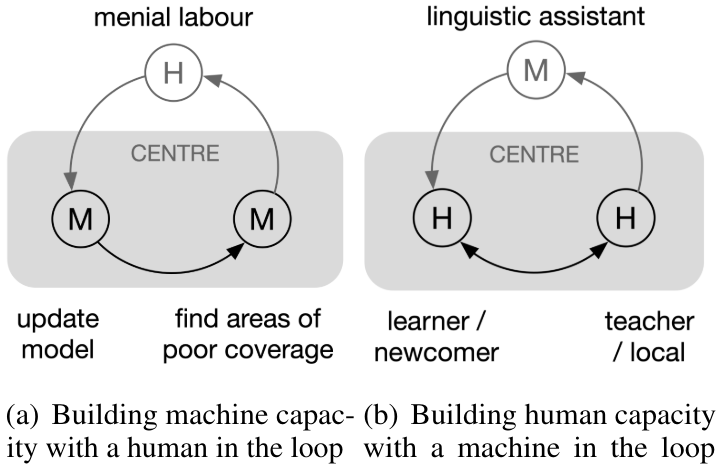 menial labour
H
CENTRE
M
M
update
model
find areas of
poor coverage
(a) Building machine capac-
ity with a human in the loop
linguistic assistant
M
CENTRE
H
H
learner /
newcomer
teacher
/ local
(b) Building human capacity
with a machine in the loop